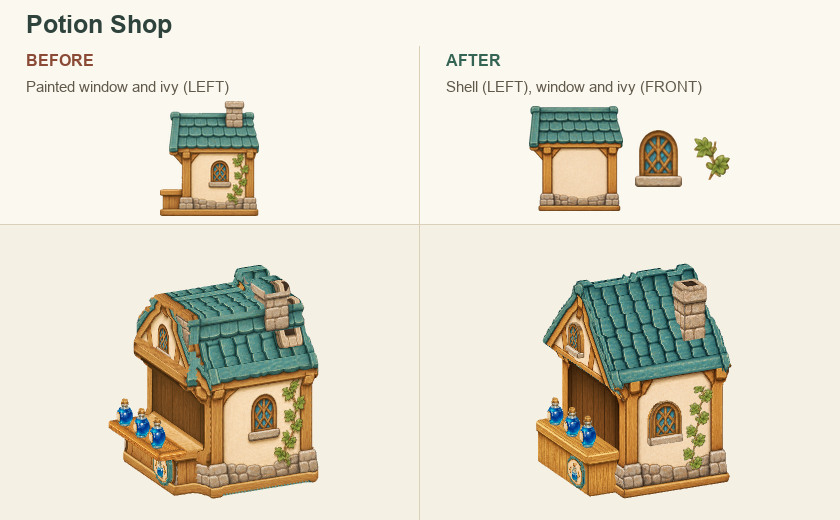 Potion Shop
BEFORE
Painted window and ivy (LEFT)
AFTER
Shell (LEFT), window and ivy (FRONT)